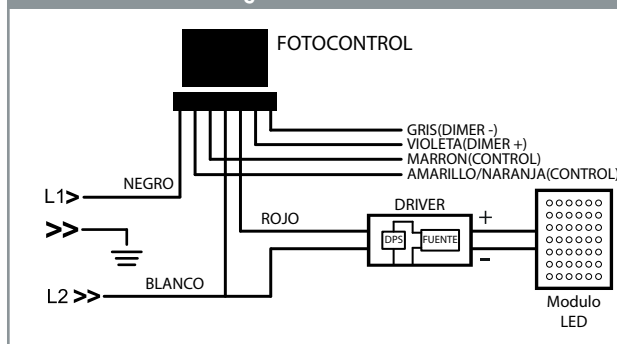 FOTOCONTROL
GRIS(DIMER -)
VIOLETA(DIMER +)
MARRON(CONTROL)
AMARILLO/NARANJA(CONTROL)
NEGRO
L1>
>>
ROJO
DRIVER
DPS
FUENTE
+
-
BLANCO
L2 >>
Modulo
LED